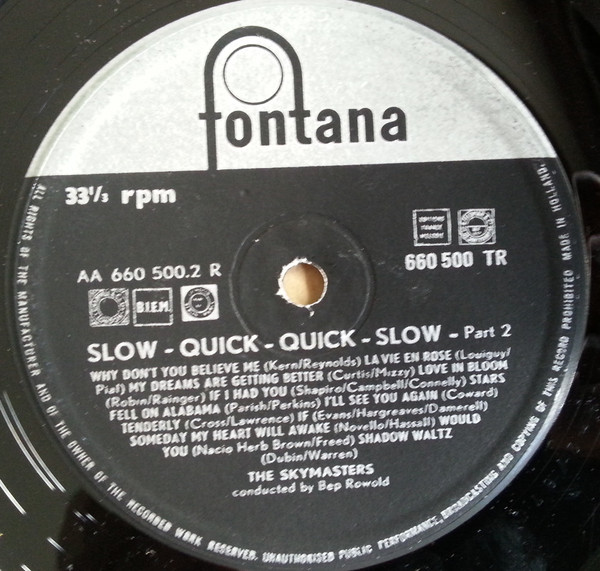 fontana
33⅓ rpm
AA 660 500.2 R
660 500 TR
B.I.E.M.
SLOW - QUICK - QUICK - SLOW - Part 2
WHY DON'T YOU BELIEVE ME (Kern/Reynolds) LA VIE EN ROSE (Louiguy/
Piaf) MY DREAMS ARE GETTING BETTER (Curtis/Mizzy) LOVE IN BLOOM
(Robin/Rainger) IF I HAD YOU (Shapiro/Campbell/Connelly) STARS
FELL ON ALABAMA (Parish/Perkins) I'LL SEE YOU AGAIN (Coward)
TENDERLY (Cross/Lawrence) IF (Evans/Hargreaves/Damerell)
SOMEDAY MY HEART WILL AWAKE (Novello/Hassall) WOULD
YOU (Nacio Herb Brown/Freed) SHADOW WALTZ
(Dubin/Warren)
THE SKYMASTERS
conducted by Bep Rowold
ALL RIGHTS OF THE MANUFACTURER AND OF THE OWNER OF THE RECORDED WORK RESERVED. UNAUTHORISED PUBLIC PERFORMANCE, BROADCASTING AND COPYING OF THIS RECORD PROHIBITED MADE IN HOLLAND.